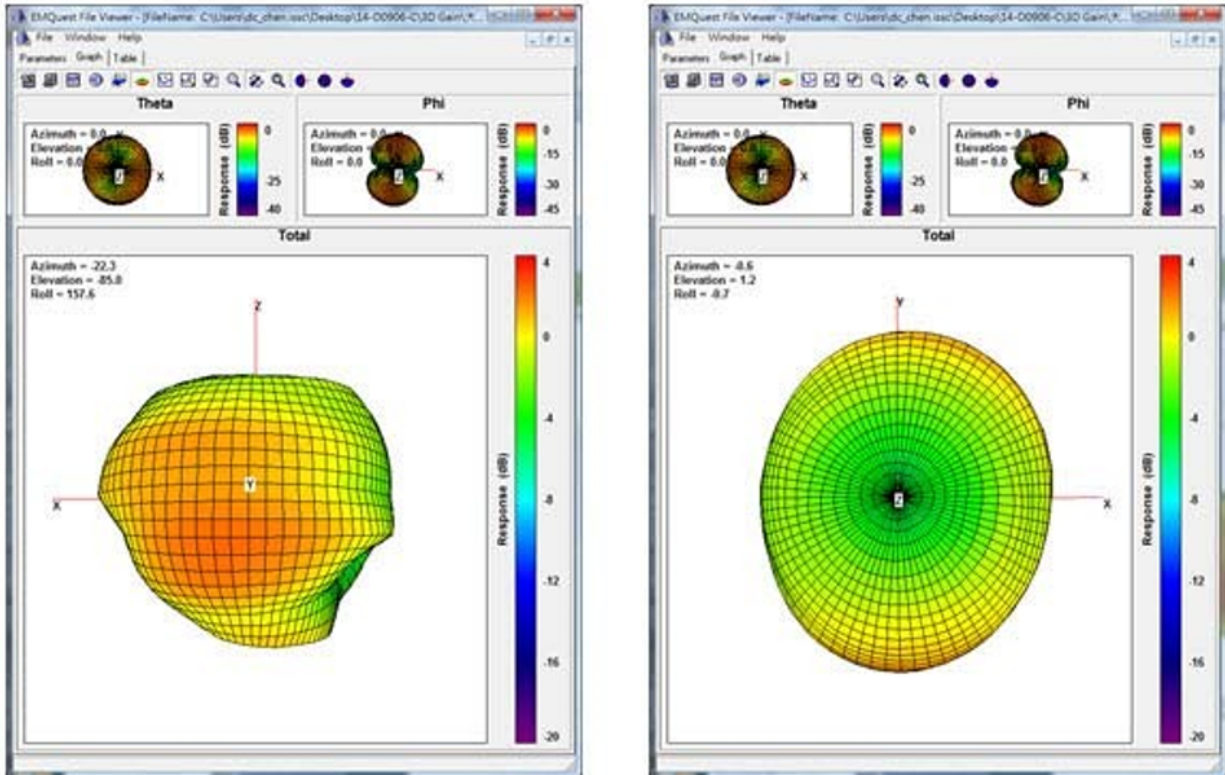 EMQuest File Viewer - [FileName: C:\Users\dc_chen.issc\Desktop\14-O0906-C\3D Gain\
File Window Help
Parameters Graph Table
Theta
Azimuth = 0.0
Elevation =
Roll = 0.0
Z
X
Response (dB)
0
-25
-40
Phi
Azimuth = 0.0
Elevation =
Roll = 0.0
Z
X
Response (dB)
0
-15
-30
-45
Total
Azimuth = -22.3
Elevation = -85.0
Roll = 157.6
Z
Y
X
Response (dB)
4
0
-4
-8
-12
-16
-20
EMQuest File Viewer - [FileName: C:\Users\dc_chen.issc\Desktop\14-O0906-C\3D Gain\
File Window Help
Parameters Graph Table
Theta
Azimuth = 0.0
Elevation =
Roll = 0.0
Z
X
Response (dB)
0
-25
-40
Phi
Azimuth = 0.0
Elevation =
Roll = 0.0
Z
X
Response (dB)
0
-15
-30
-45
Total
Azimuth = -0.6
Elevation = 1.2
Roll = -0.7
Y
Z
X
Response (dB)
4
0
-4
-8
-12
-16
-20